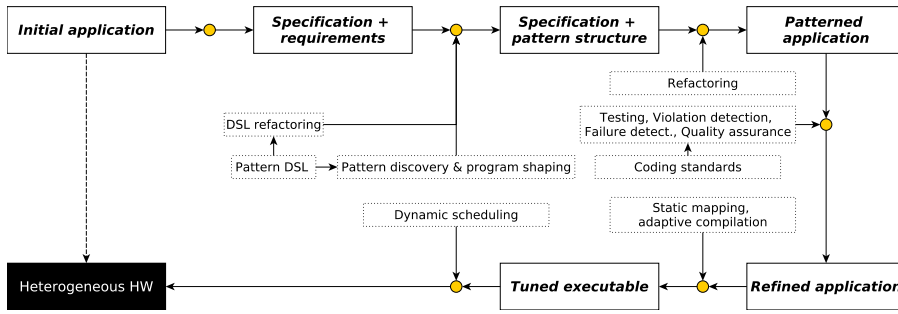 Initial application
Specification +
requirements
Specification +
pattern structure
Patterned
application
Refactoring
DSL refactoring
Testing, Violation detection,
Failure detect., Quality assurance
Pattern DSL
Pattern discovery & program shaping
Coding standards
Dynamic scheduling
Static mapping,
adaptive compilation
Heterogeneous HW
Tuned executable
Refined application